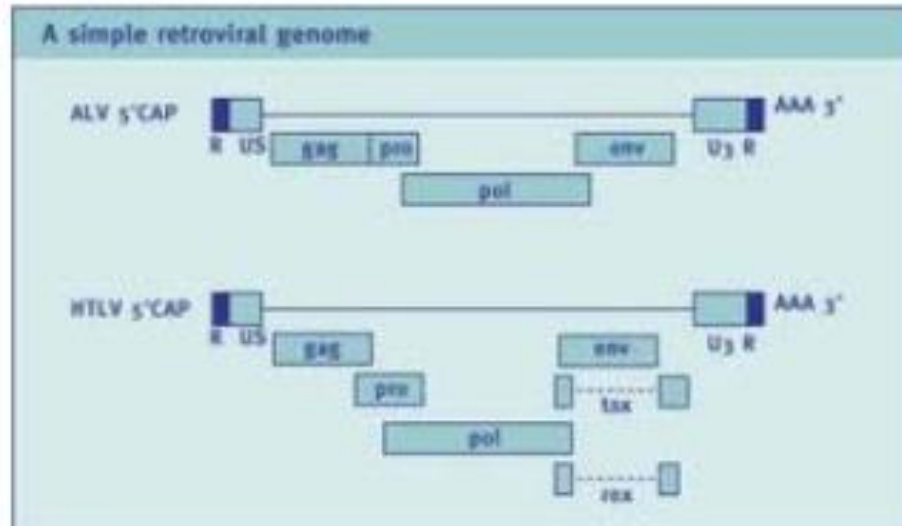 A simple retroviral genome
ALV 5'CAP
AAA 3'
R U5
gag
pro
env
U3 R
pol
HTLV 5'CAP
AAA 3'
R U5
gag
env
U3 R
pro
tax
pol
rex